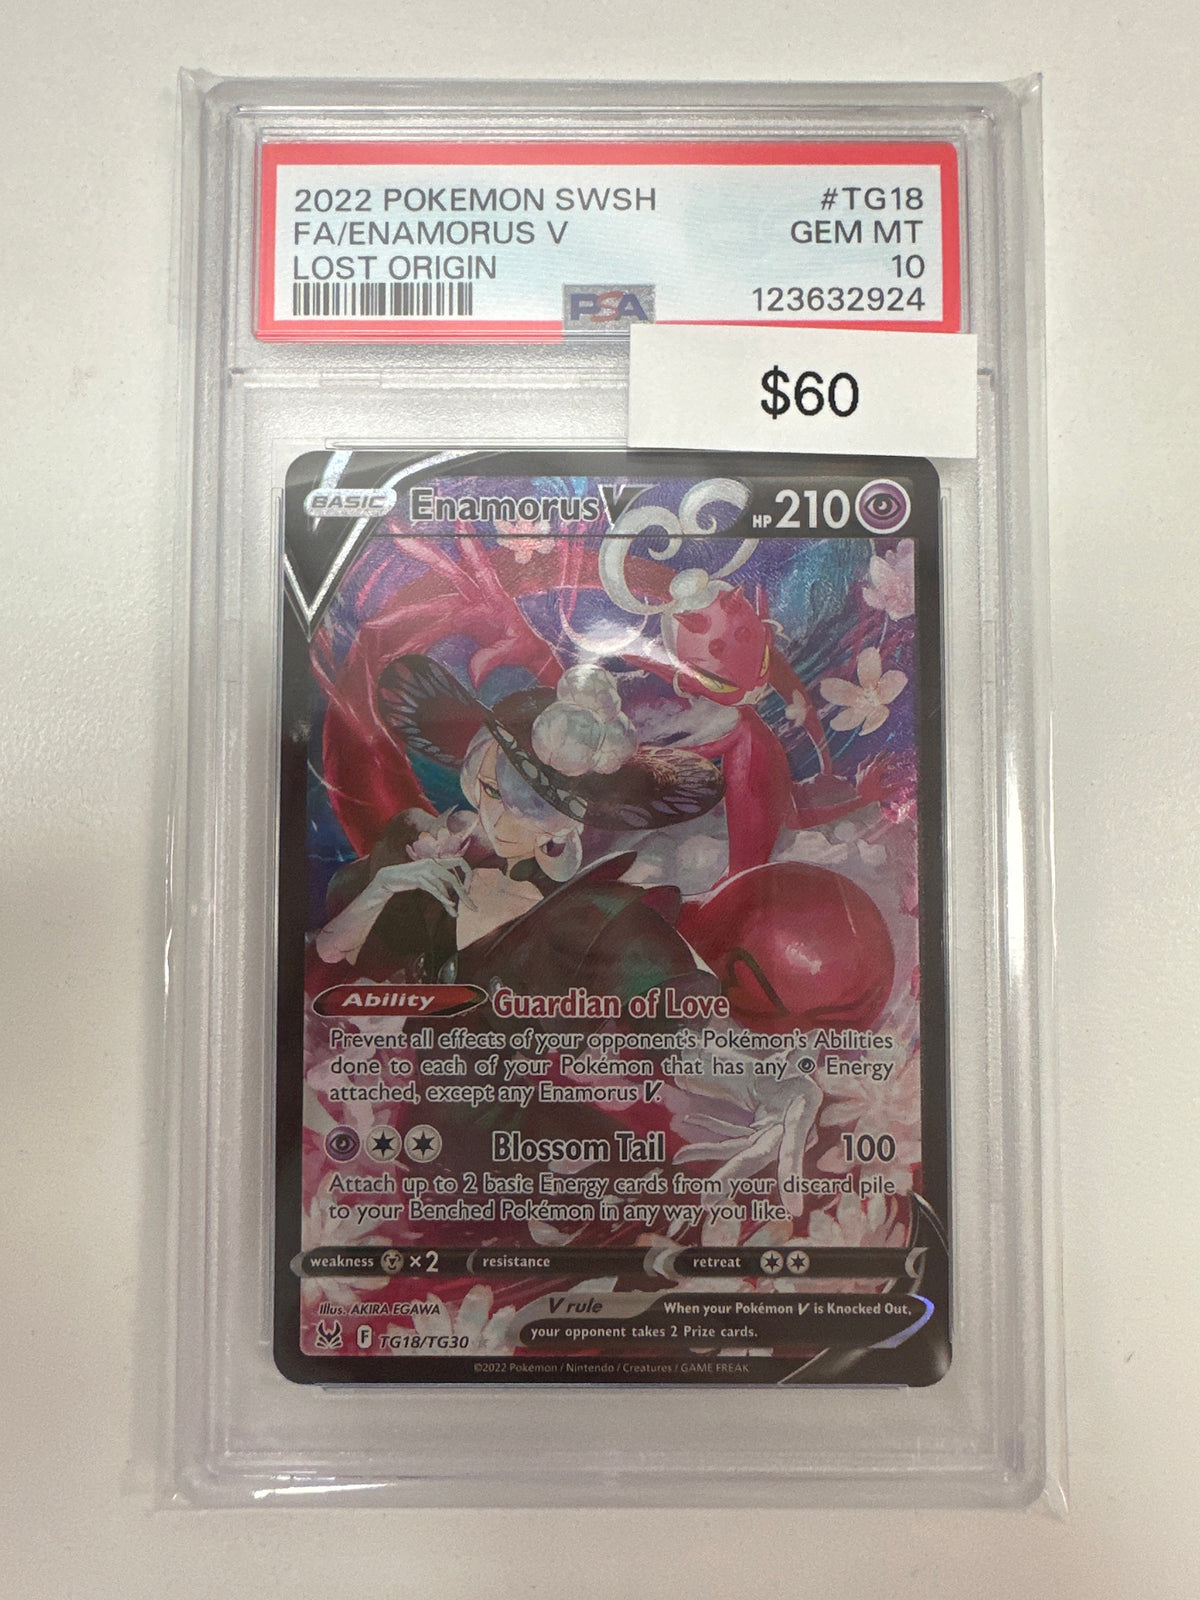 2022 POKEMON SWSH #TG18
FA/ENAMORUS V GEM MT
LOST ORIGIN 10
PSA 123632924
$60
BASIC Enamorus V HP 210
Ability Guardian of Love
Prevent all effects of your opponent's Pokémon's Abilities
done to each of your Pokémon that has any Energy
attached, except any Enamorus V.
Blossom Tail 100
Attach up to 2 basic Energy cards from your discard pile
to your Benched Pokémon in any way you like.
weakness ×2 resistance retreat
Illus. AKIRA EGAWA
V rule When your Pokémon V is Knocked Out,
your opponent takes 2 Prize cards.
F TG18/TG30
©2022 Pokémon / Nintendo / Creatures / GAME FREAK